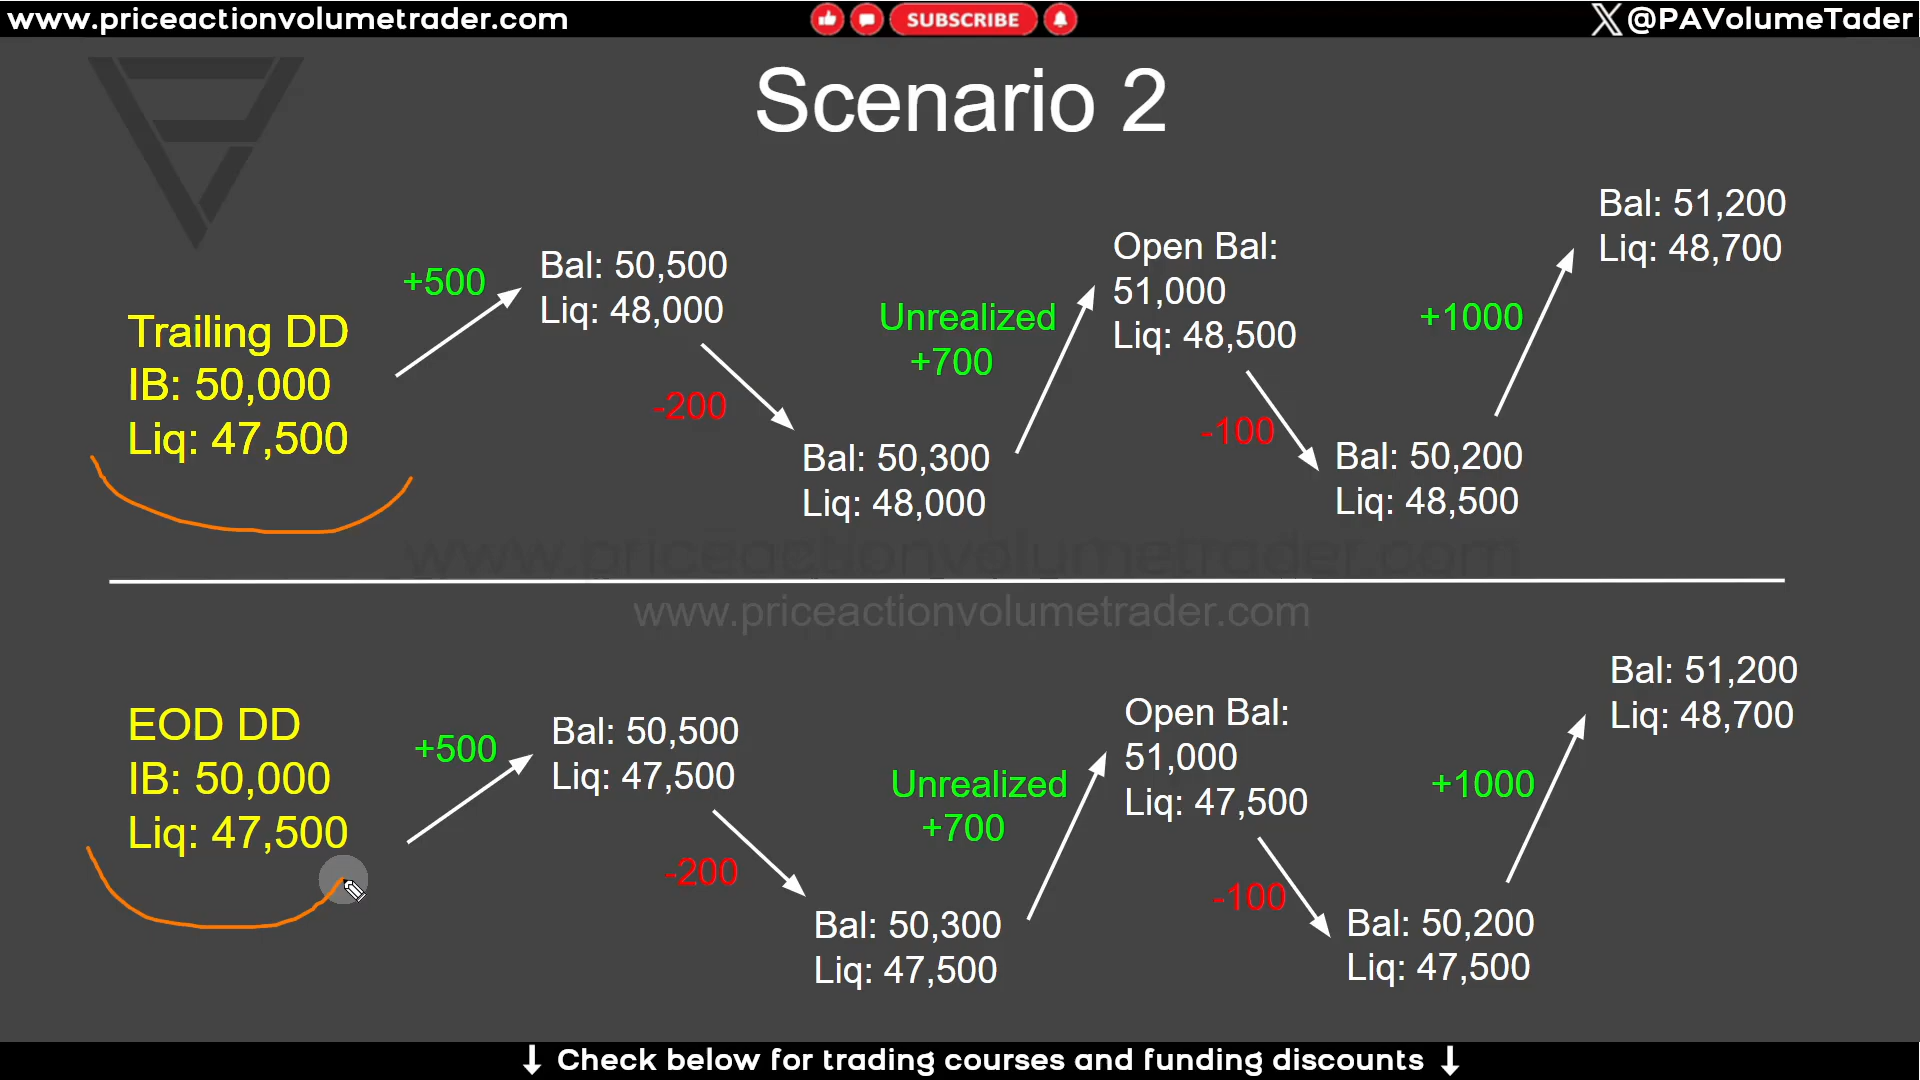 www.priceactionvolumetrader.com
SUBSCRIBE
@PAVolumeTader
Scenario 2
Trailing DD
IB: 50,000
Liq: 47,500
+500
Bal: 50,500
Liq: 48,000
-200
Bal: 50,300
Liq: 48,000
Unrealized
+700
Open Bal:
51,000
Liq: 48,500
-100
Bal: 50,200
Liq: 48,500
+1000
Bal: 51,200
Liq: 48,700
www.priceactionvolumetrader.com
www.priceactionvolumetrader.com
EOD DD
IB: 50,000
Liq: 47,500
+500
Bal: 50,500
Liq: 47,500
-200
Bal: 50,300
Liq: 47,500
Unrealized
+700
Open Bal:
51,000
Liq: 47,500
-100
Bal: 50,200
Liq: 47,500
+1000
Bal: 51,200
Liq: 48,700
↓ Check below for trading courses and funding discounts ↓